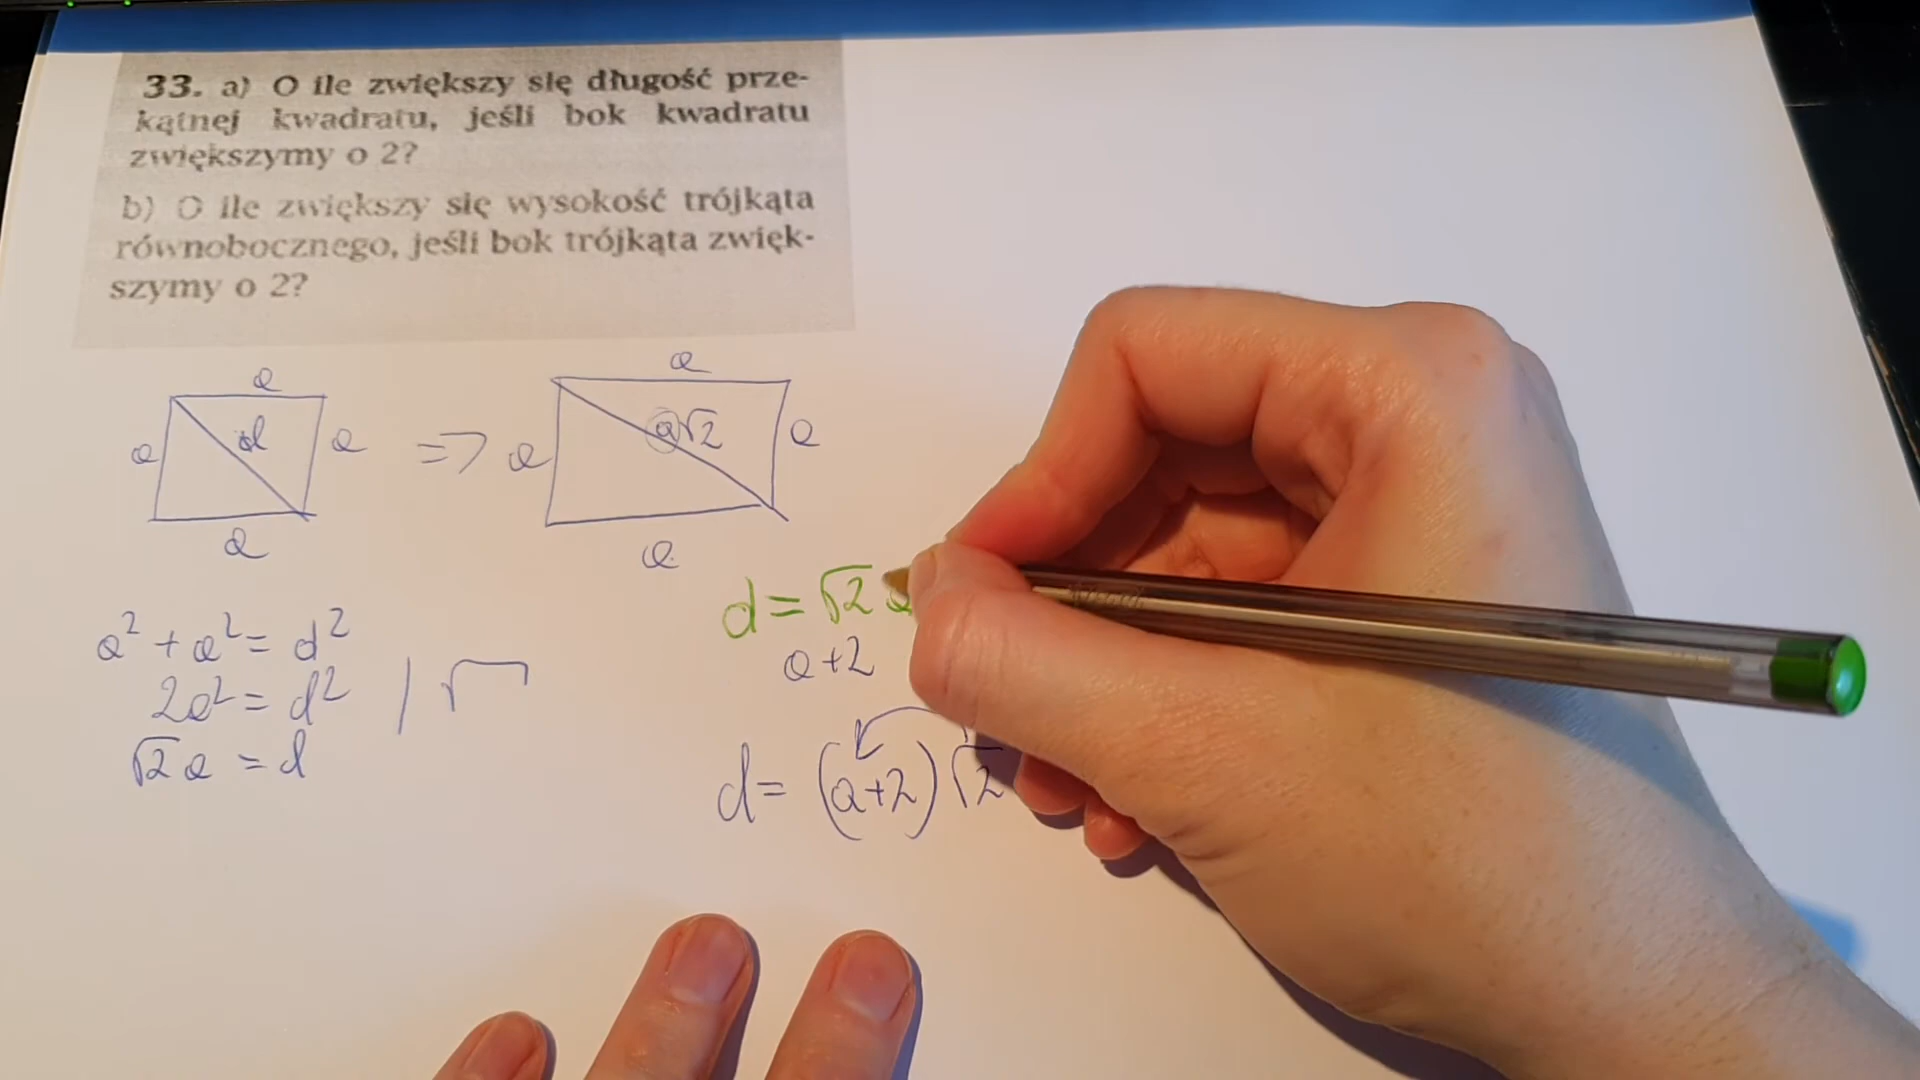 33. a) O ile zwiększy się długość prze-
kątnej kwadratu, jeśli bok kwadratu
zwiększymy o 2?
b) O ile zwiększy się wysokość trójkąta
równobocznego, jeśli bok trójkąta zwięk-
szymy o 2?
a
a
d
a
a
=>
a
a
a√2
a
a
a² + a² = d²
2a² = d² / √
√2 a = d
d = √2 a
a+2
d = (a+2) √2